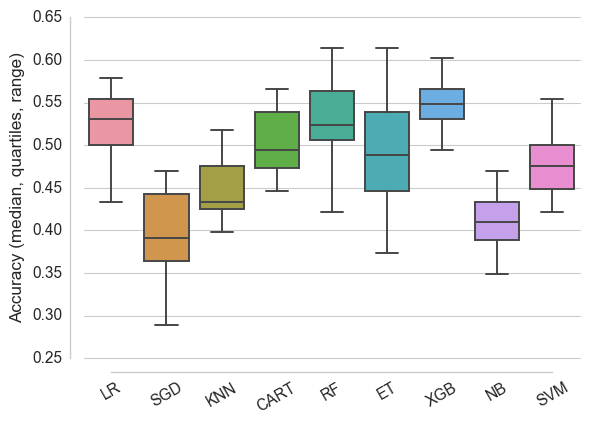 Accuracy (median, quartiles, range)
0.65
0.60
0.55
0.50
0.45
0.40
0.35
0.30
0.25
LR
SGD
KNN
CART
RF
ET
XGB
NB
SVM